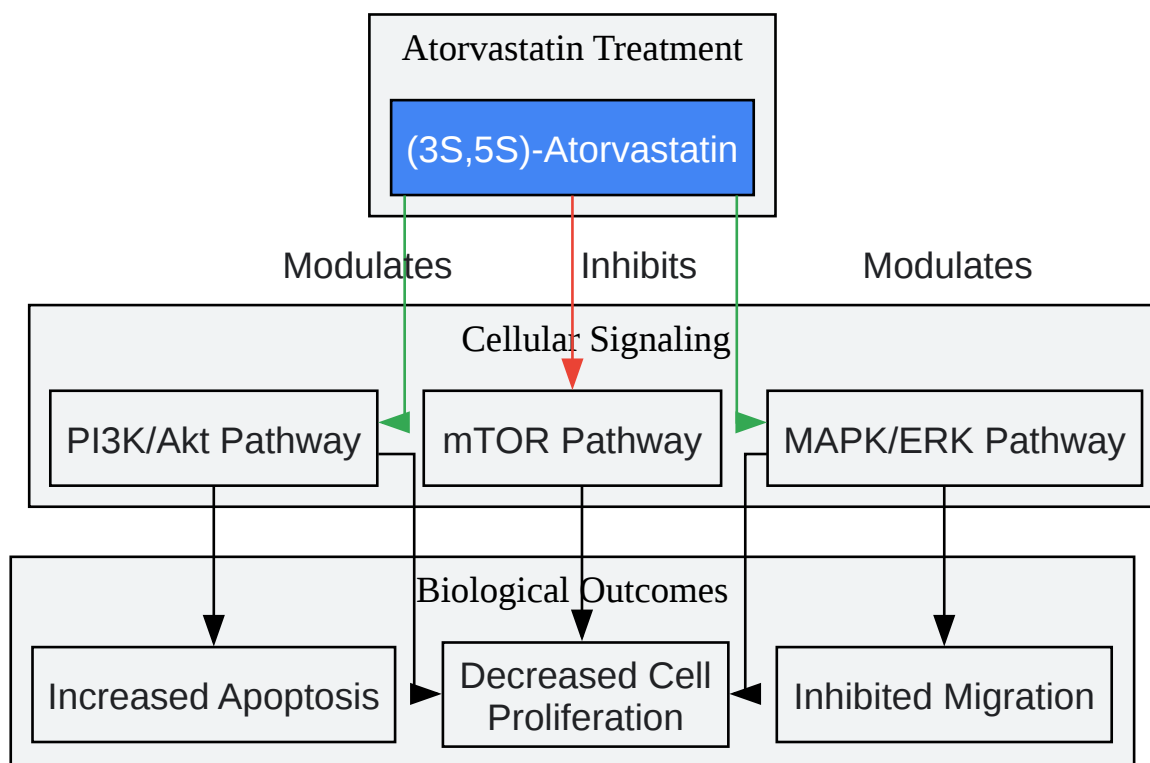 Atorvastatin Treatment
(3S,5S)-Atorvastatin
Modulates
Inhibits
Modulates
Cellular Signaling
PI3K/Akt Pathway
mTOR Pathway
MAPK/ERK Pathway
Biological Outcomes
Increased Apoptosis
Decreased Cell
Proliferation
Inhibited Migration